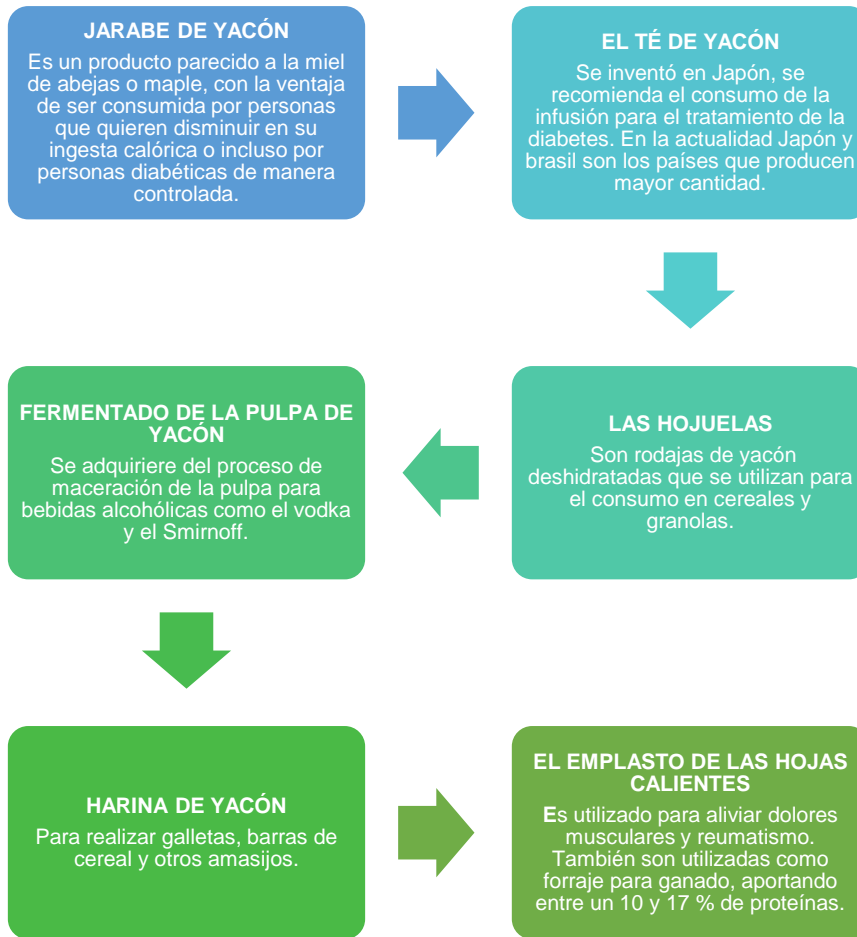 JARABE DE YACÓN
Es un producto parecido a la miel
de abejas o maple, con la ventaja
de ser consumida por personas
que quieren disminuir en su
ingesta calórica o incluso por
personas diabéticas de manera
controlada.
EL TÉ DE YACÓN
Se inventó en Japón, se
recomienda el consumo de la
infusión para el tratamiento de la
diabetes. En la actualidad Japón y
brasil son los países que producen
mayor cantidad.
LAS HOJUELAS
Son rodajas de yacón
deshidratadas que se utilizan para
el consumo en cereales y
granolas.
FERMENTADO DE LA PULPA DE
YACÓN
Se adquiriere del proceso de
maceración de la pulpa para
bebidas alcohólicas como el vodka
y el Smirnoff.
HARINA DE YACÓN
Para realizar galletas, barras de
cereal y otros amasijos.
EL EMPLASTO DE LAS HOJAS
CALIENTES
Es utilizado para aliviar dolores
musculares y reumatismo.
También son utilizadas como
forraje para ganado, aportando
entre un 10 y 17 % de proteínas.